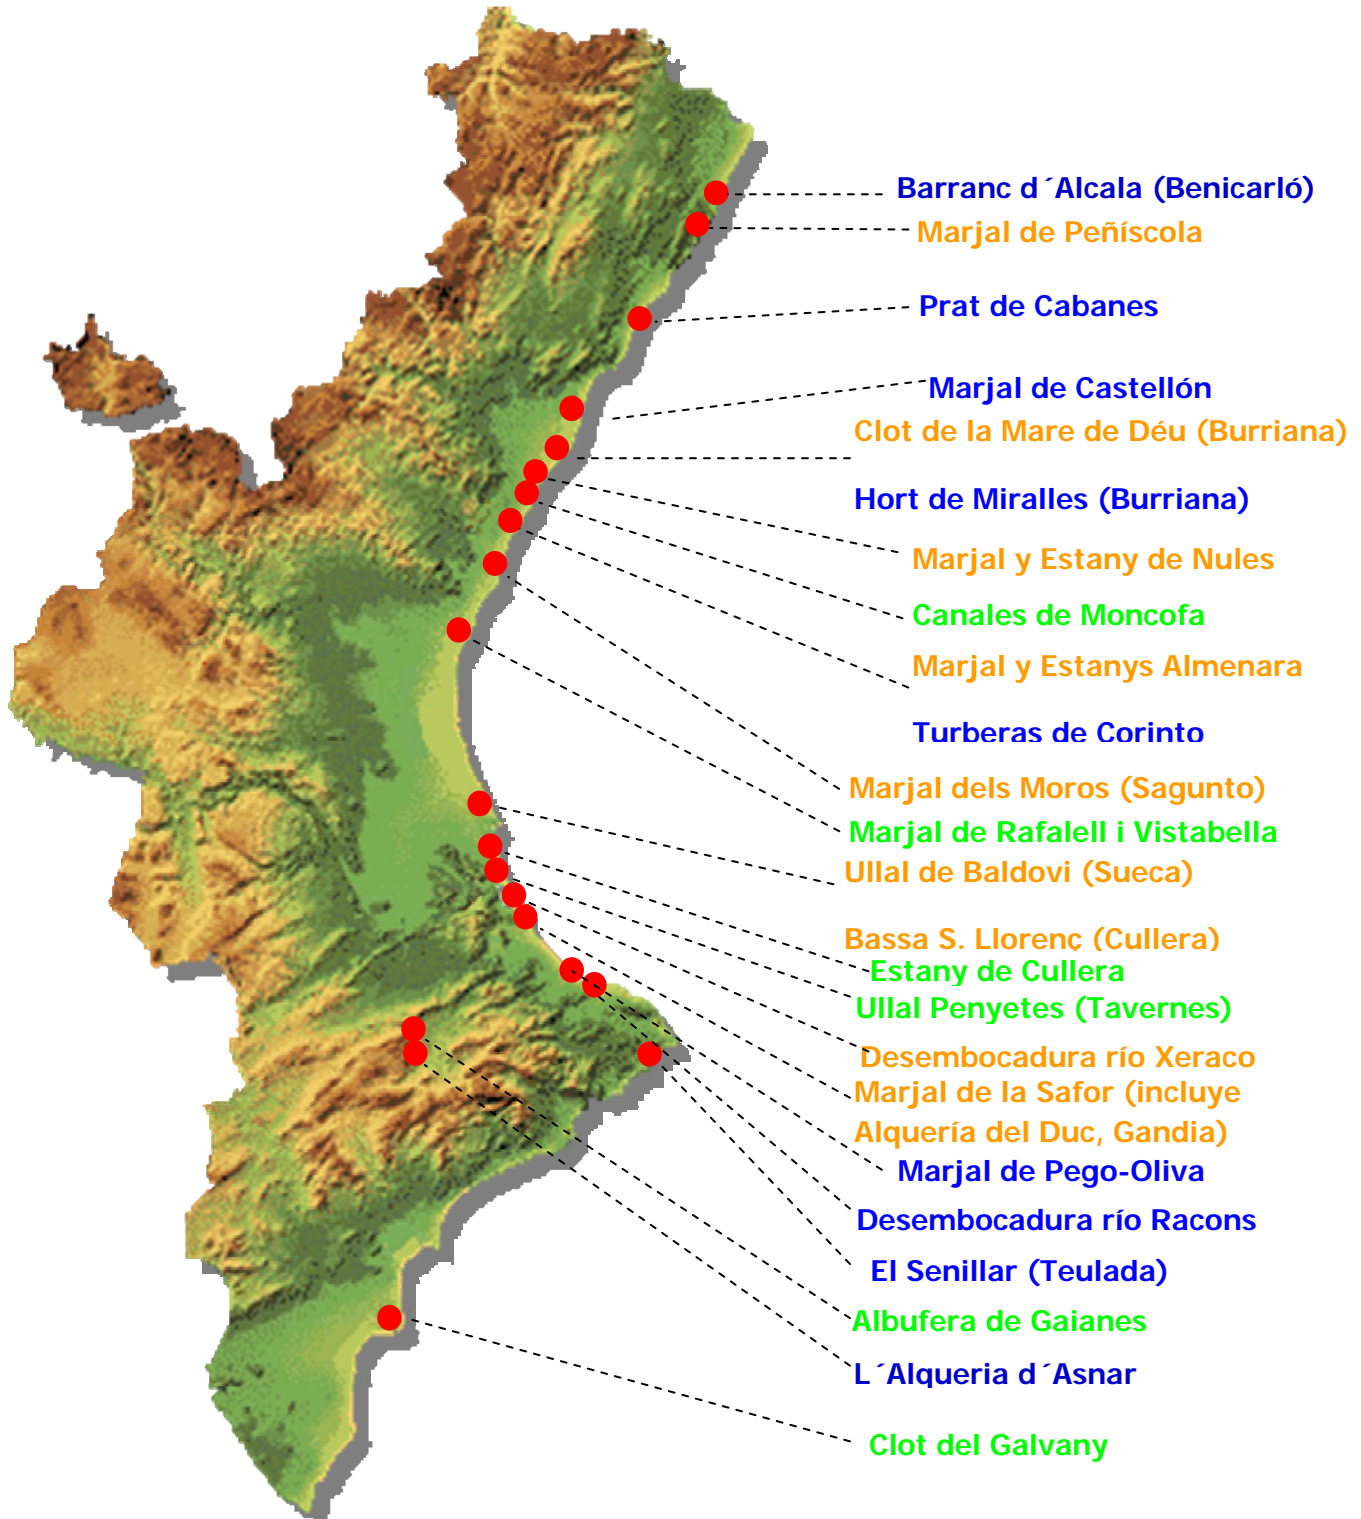 Barranc d´Alcala (Benicarló)
Marjal de Peñíscola
Prat de Cabanes
Marjal de Castellón
Clot de la Mare de Déu (Burriana)
Hort de Miralles (Burriana)
Marjal y Estany de Nules
Canales de Moncofa
Marjal y Estanys Almenara
Turberas de Corinto
Marjal dels Moros (Sagunto)
Marjal de Rafalell i Vistabella
Ullal de Baldovi (Sueca)
Bassa S. Llorenç (Cullera)
Estany de Cullera
Ullal Penyetes (Tavernes)
Desembocadura río Xeraco
Marjal de la Safor (incluye
Alquería del Duc, Gandia)
Marjal de Pego-Oliva
Desembocadura río Racons
El Senillar (Teulada)
Albufera de Gaianes
L´Alqueria d´Asnar
Clot del Galvany